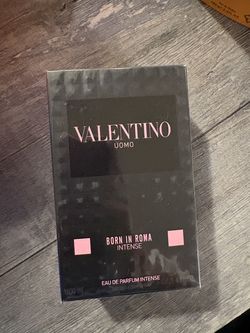 VALENTINO
UOMO
BORN IN ROMA
INTENSE
EAU DE PARFUM INTENSE